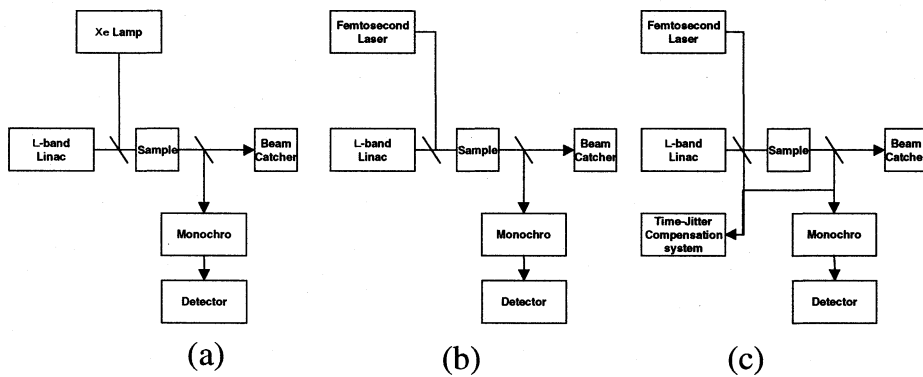 Xe Lamp
L-band
Linac
Sample
Beam
Catcher
Monochro
Detector
(a)
Femtosecond
Laser
L-band
Linac
Sample
Beam
Catcher
Monochro
Detector
(b)
Femtosecond
Laser
L-band
Linac
Sample
Beam
Catcher
Time-Jitter
Compensation
system
Monochro
Detector
(c)